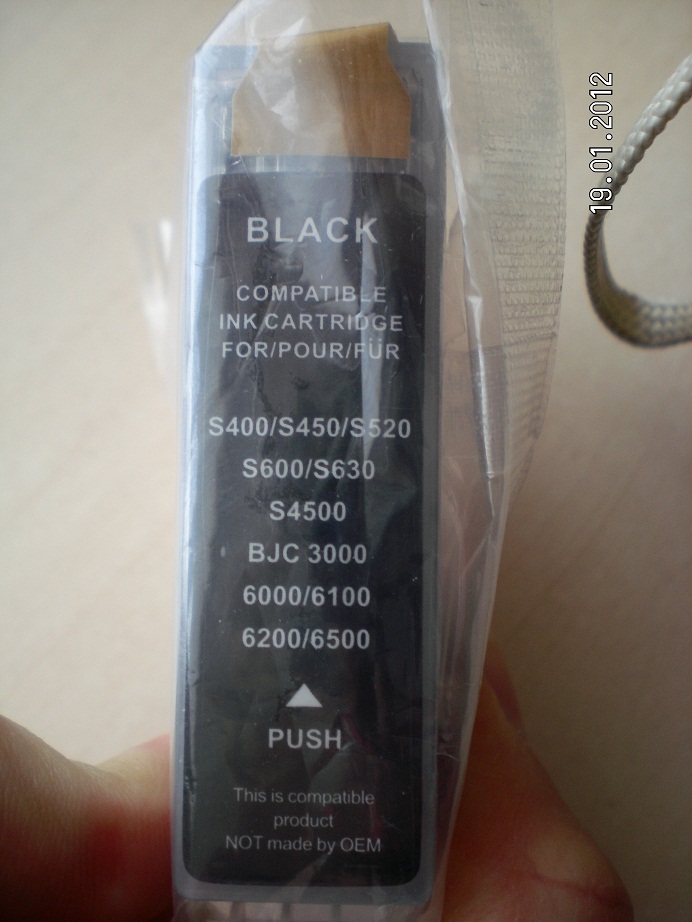 BLACK
COMPATIBLE
INK CARTRIDGE
FOR/POUR/FÜR
S400/S450/S520
S600/S630
S4500
BJC 3000
6000/6100
6200/6500
PUSH
This is compatible
product
NOT made by OEM
19.01.2012